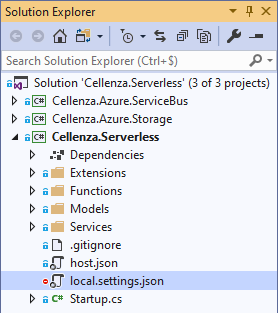 Solution Explorer
Search Solution Explorer (Ctrl+$)
Solution 'Cellenza.Serverless' (3 of 3 projects)
C# Cellenza.Azure.ServiceBus
C# Cellenza.Azure.Storage
C# Cellenza.Serverless
Dependencies
Extensions
Functions
Models
Services
.gitignore
host.json
local.settings.json
C# Startup.cs